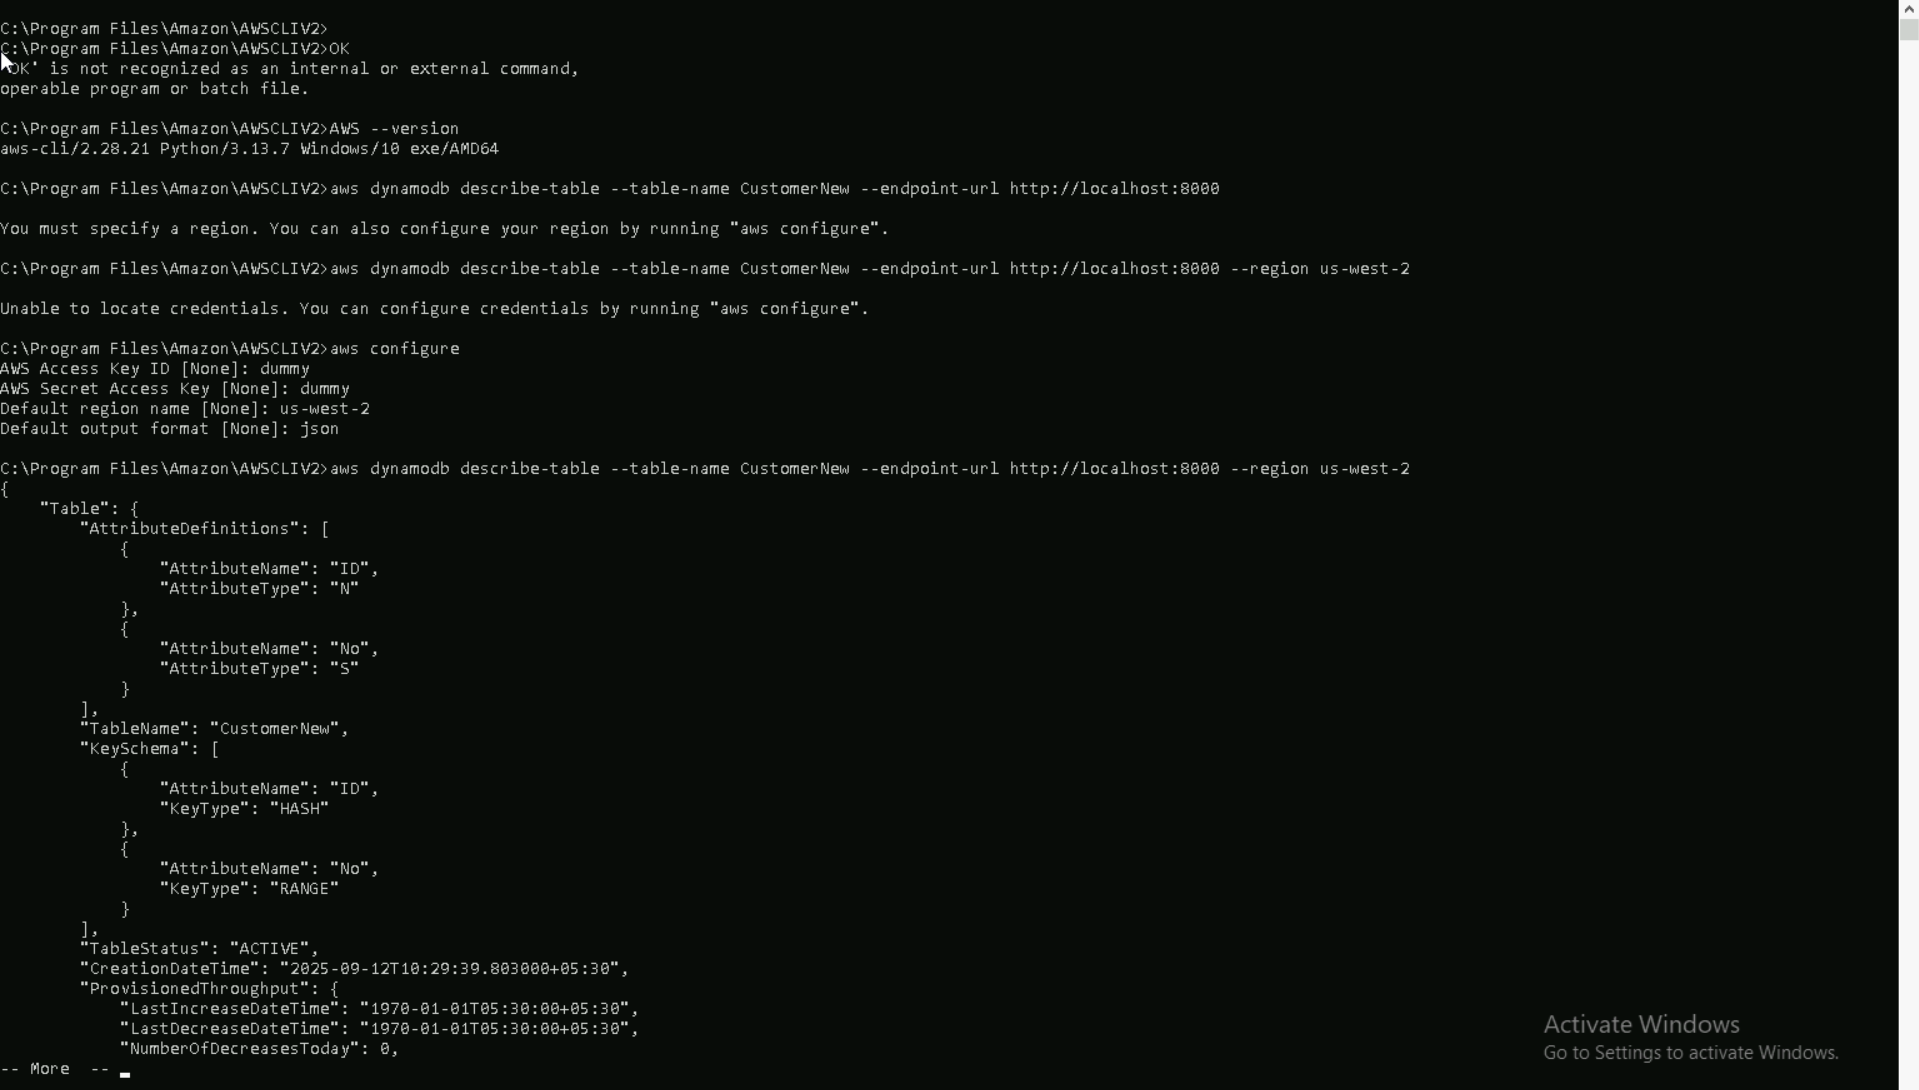 C:\Program Files\Amazon\AWSCLIV2>
C:\Program Files\Amazon\AWSCLIV2>OK
'OK' is not recognized as an internal or external command,
operable program or batch file.
C:\Program Files\Amazon\AWSCLIV2>AWS --version
aws-cli/2.28.21 Python/3.13.7 Windows/10 exe/AMD64
C:\Program Files\Amazon\AWSCLIV2>aws dynamodb describe-table --table-name CustomerNew --endpoint-url http://localhost:8000
You must specify a region. You can also configure your region by running "aws configure".
C:\Program Files\Amazon\AWSCLIV2>aws dynamodb describe-table --table-name CustomerNew --endpoint-url http://localhost:8000 --region us-west-2
Unable to locate credentials. You can configure credentials by running "aws configure".
C:\Program Files\Amazon\AWSCLIV2>aws configure
AWS Access Key ID [None]: dummy
AWS Secret Access Key [None]: dummy
Default region name [None]: us-west-2
Default output format [None]: json
C:\Program Files\Amazon\AWSCLIV2>aws dynamodb describe-table --table-name CustomerNew --endpoint-url http://localhost:8000 --region us-west-2
{
    "Table": {
        "AttributeDefinitions": [
            {
                "AttributeName": "ID",
                "AttributeType": "N"
            },
            {
                "AttributeName": "No",
                "AttributeType": "S"
            }
        ],
        "TableName": "CustomerNew",
        "KeySchema": [
            {
                "AttributeName": "ID",
                "KeyType": "HASH"
            },
            {
                "AttributeName": "No",
                "KeyType": "RANGE"
            }
        ],
        "TableStatus": "ACTIVE",
        "CreationDateTime": "2025-09-12T10:29:39.803000+05:30",
        "ProvisionedThroughput": {
            "LastIncreaseDateTime": "1970-01-01T05:30:00+05:30",
            "LastDecreaseDateTime": "1970-01-01T05:30:00+05:30",
            "NumberOfDecreasesToday": 0,
-- More  --
Activate Windows
Go to Settings to activate Windows.